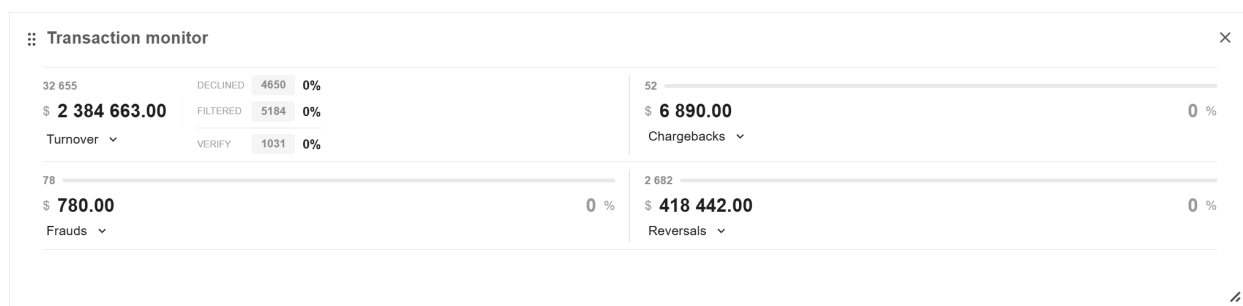 Transaction monitor
32 655
$ 2 384 663.00
Turnover
DECLINED 4650 0%
FILTERED 5184 0%
VERIFY 1031 0%
52
$ 6 890.00 0 %
Chargebacks
78
$ 780.00 0 %
Frauds
2 682
$ 418 442.00 0 %
Reversals